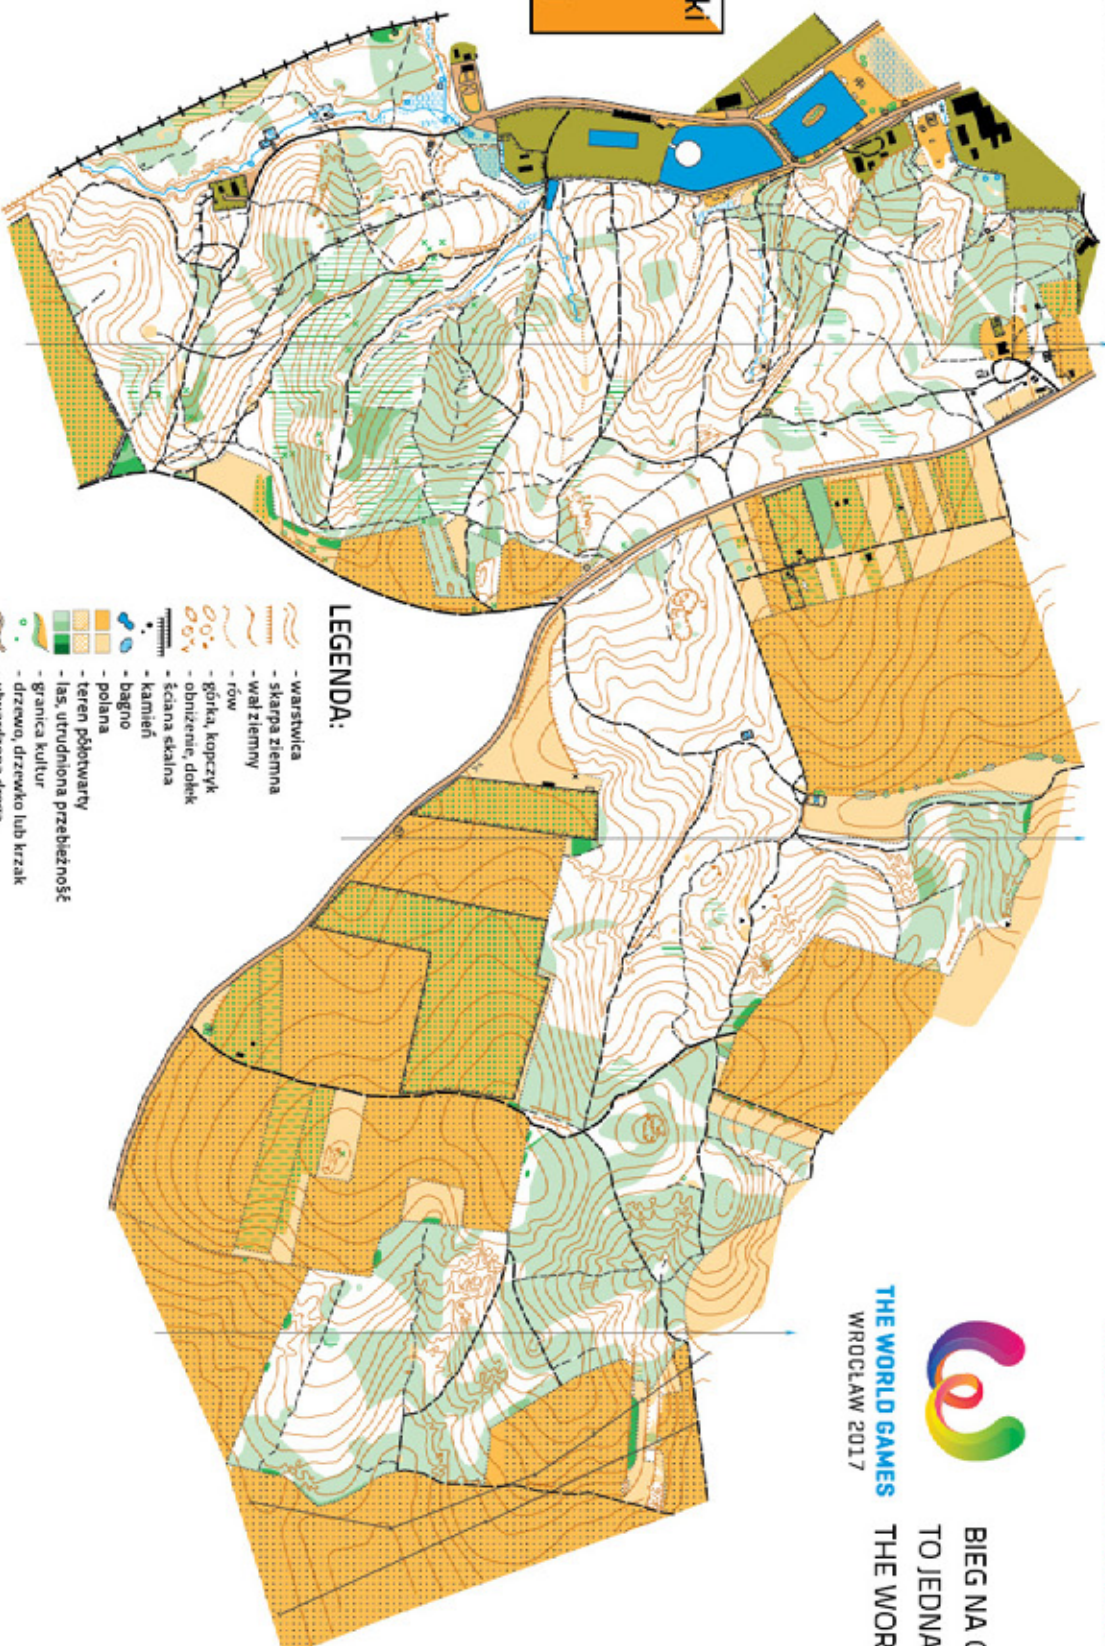 ki
LEGENDA:
- warstwica
- skarpa ziemna
- wał ziemny
- rów
- górka, kopczyk
- obniżenie, dołek
- ściana skalna
- kamień
- bagno
- polana
- teren półotwarty
- las, utrudniona przebieżność
- granica kultur
- drzewo, drzewko lub krzak
THE WORLD GAMES
WROCŁAW 2017
BIEG NA
TO JEDNA
THE WOR